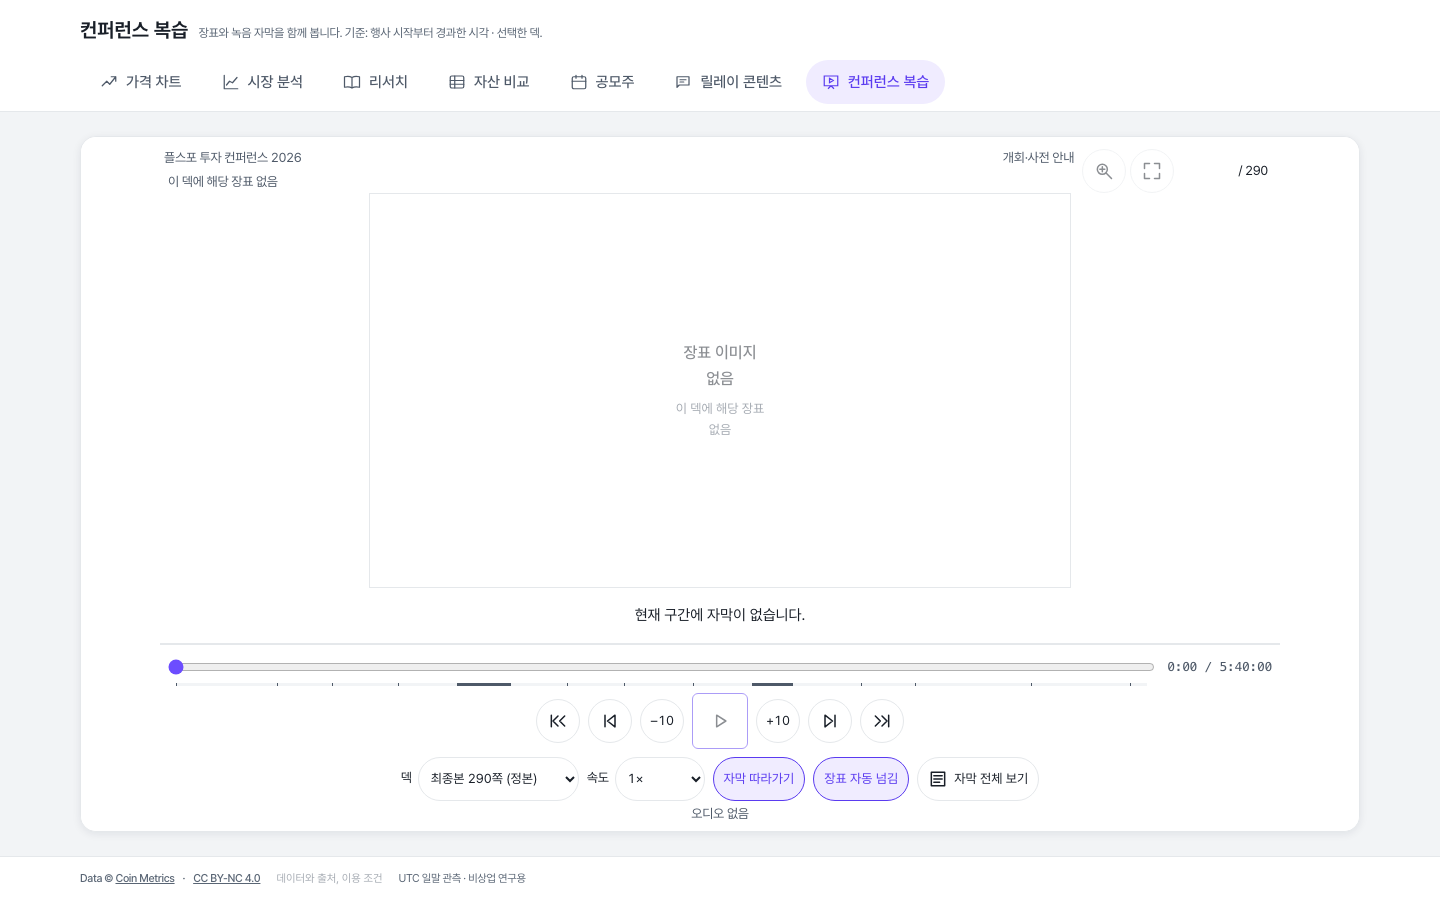 컨퍼런스 복습
장표와 녹음 자막을 함께 봅니다. 기준: 행사 시작부터 경과한 시각 · 선택한 덱.
가격 차트
시장 분석
리서치
자산 비교
공모주
릴레이 콘텐츠
컨퍼런스 복습
플스포 투자 컨퍼런스 2026
개회·사전 안내
/ 290
이 덱에 해당 장표 없음
장표 이미지
없음
이 덱에 해당 장표
없음
현재 구간에 자막이 없습니다.
0:00 / 5:40:00
−10
+10
덱
최종본 290쪽 (정본)
속도
1×
자막 따라가기
장표 자동 넘김
자막 전체 보기
오디오 없음
Data © Coin Metrics · CC BY-NC 4.0 데이터와 출처, 이용 조건 UTC 일말 관측 · 비상업 연구용